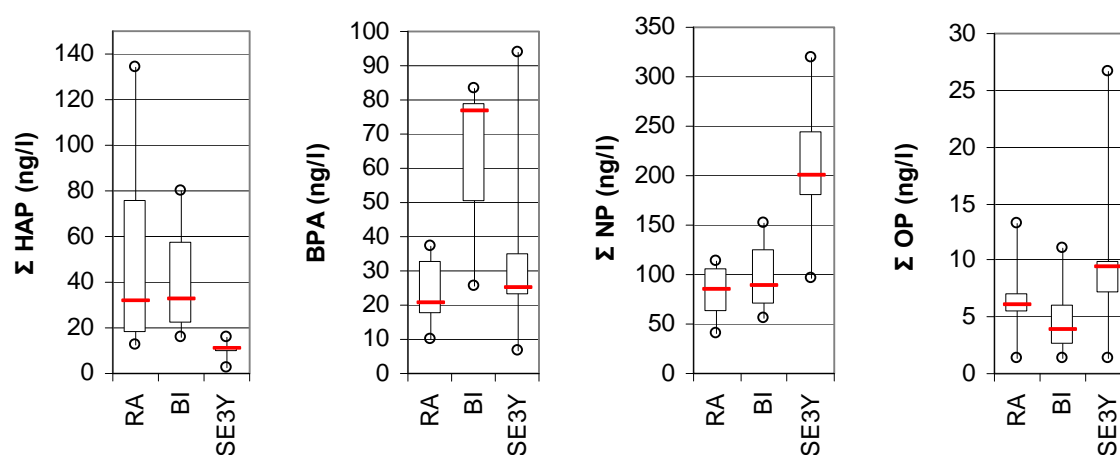 Σ HAP (ng/l)
140
120
100
80
60
40
20
0
RA
BI
SE3Y
BPA (ng/l)
100
90
80
70
60
50
40
30
20
10
0
RA
BI
SE3Y
Σ NP (ng/l)
350
300
250
200
150
100
50
0
RA
BI
SE3Y
Σ OP (ng/l)
30
25
20
15
10
5
0
RA
BI
SE3Y